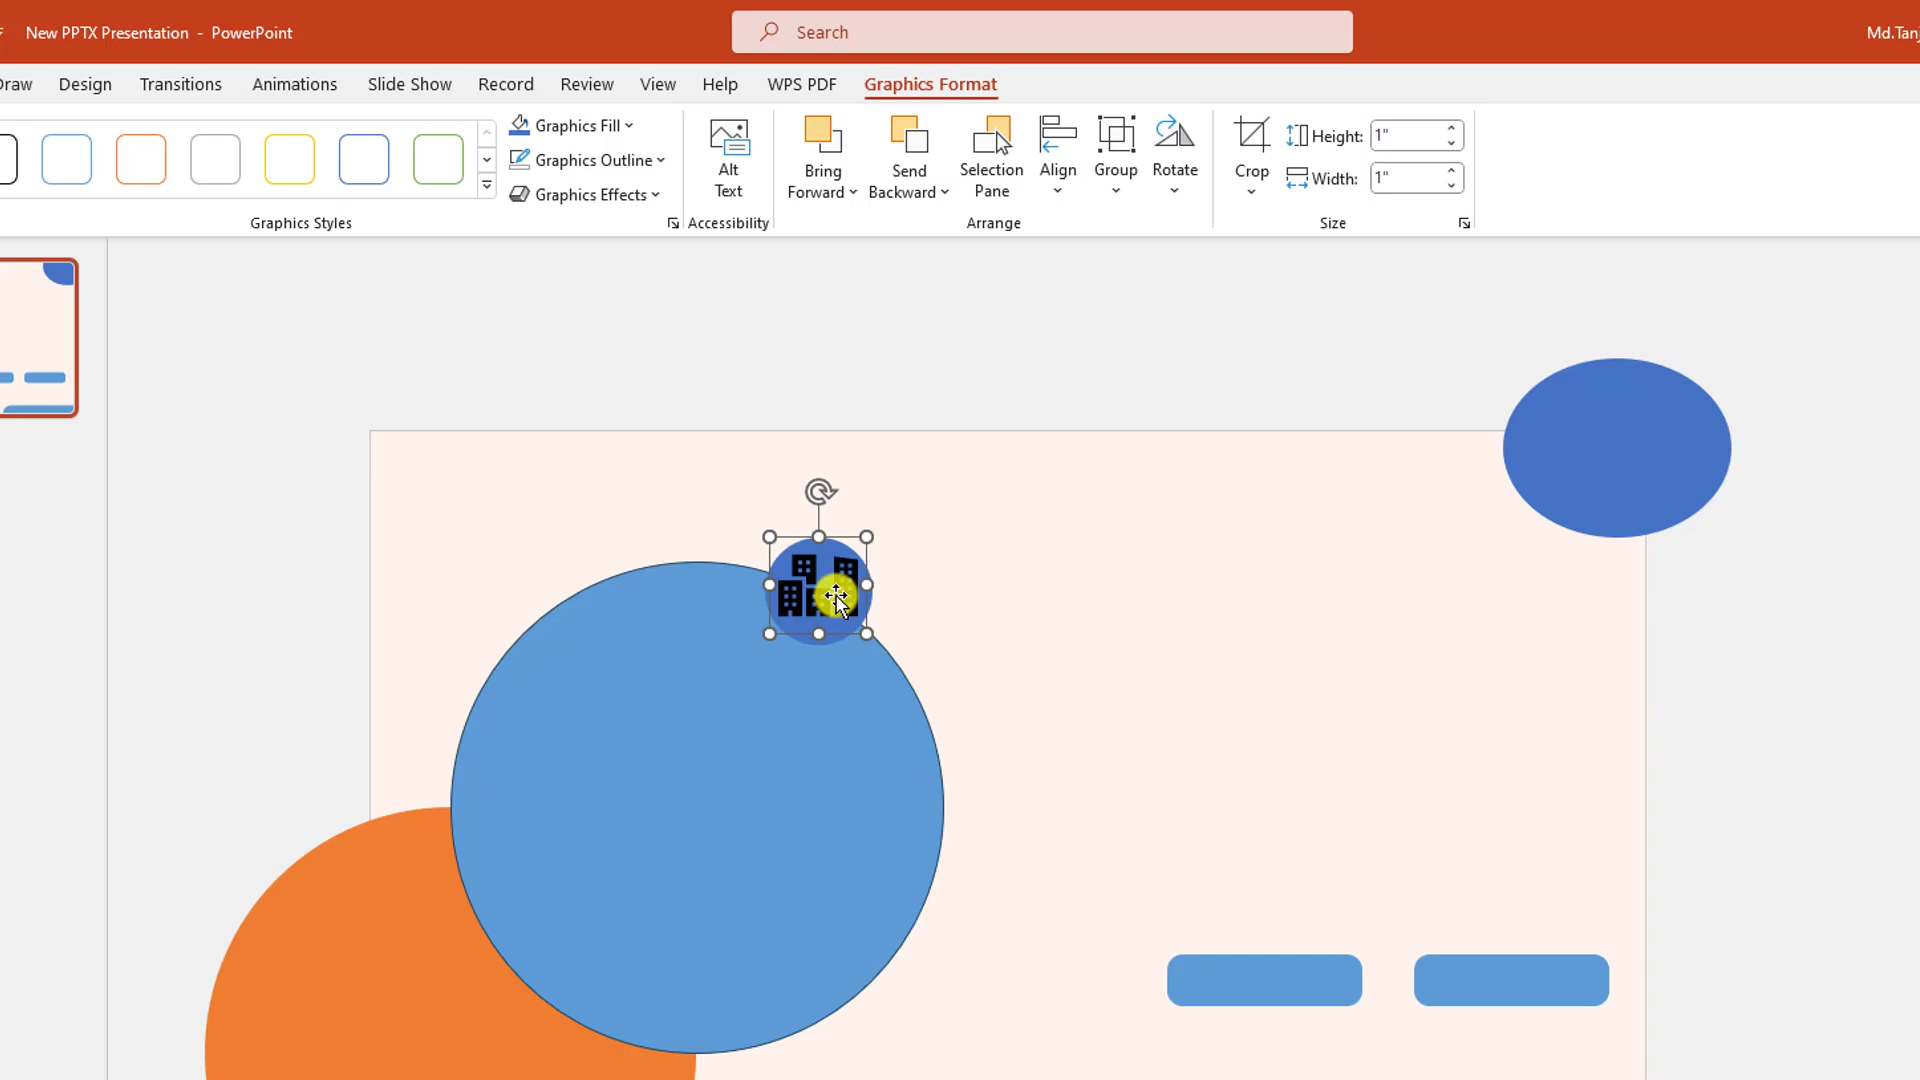 New PPTX Presentation - PowerPoint
Search
Md.Tanj
Draw Design Transitions Animations Slide Show Record Review View Help WPS PDF Graphics Format
Graphics Fill
Graphics Outline
Graphics Effects
Graphics Styles
Alt
Text
Accessibility
Bring
Forward
Send
Backward
Selection
Pane
Align
Group
Rotate
Arrange
Crop
Height: 1"
Width: 1"
Size